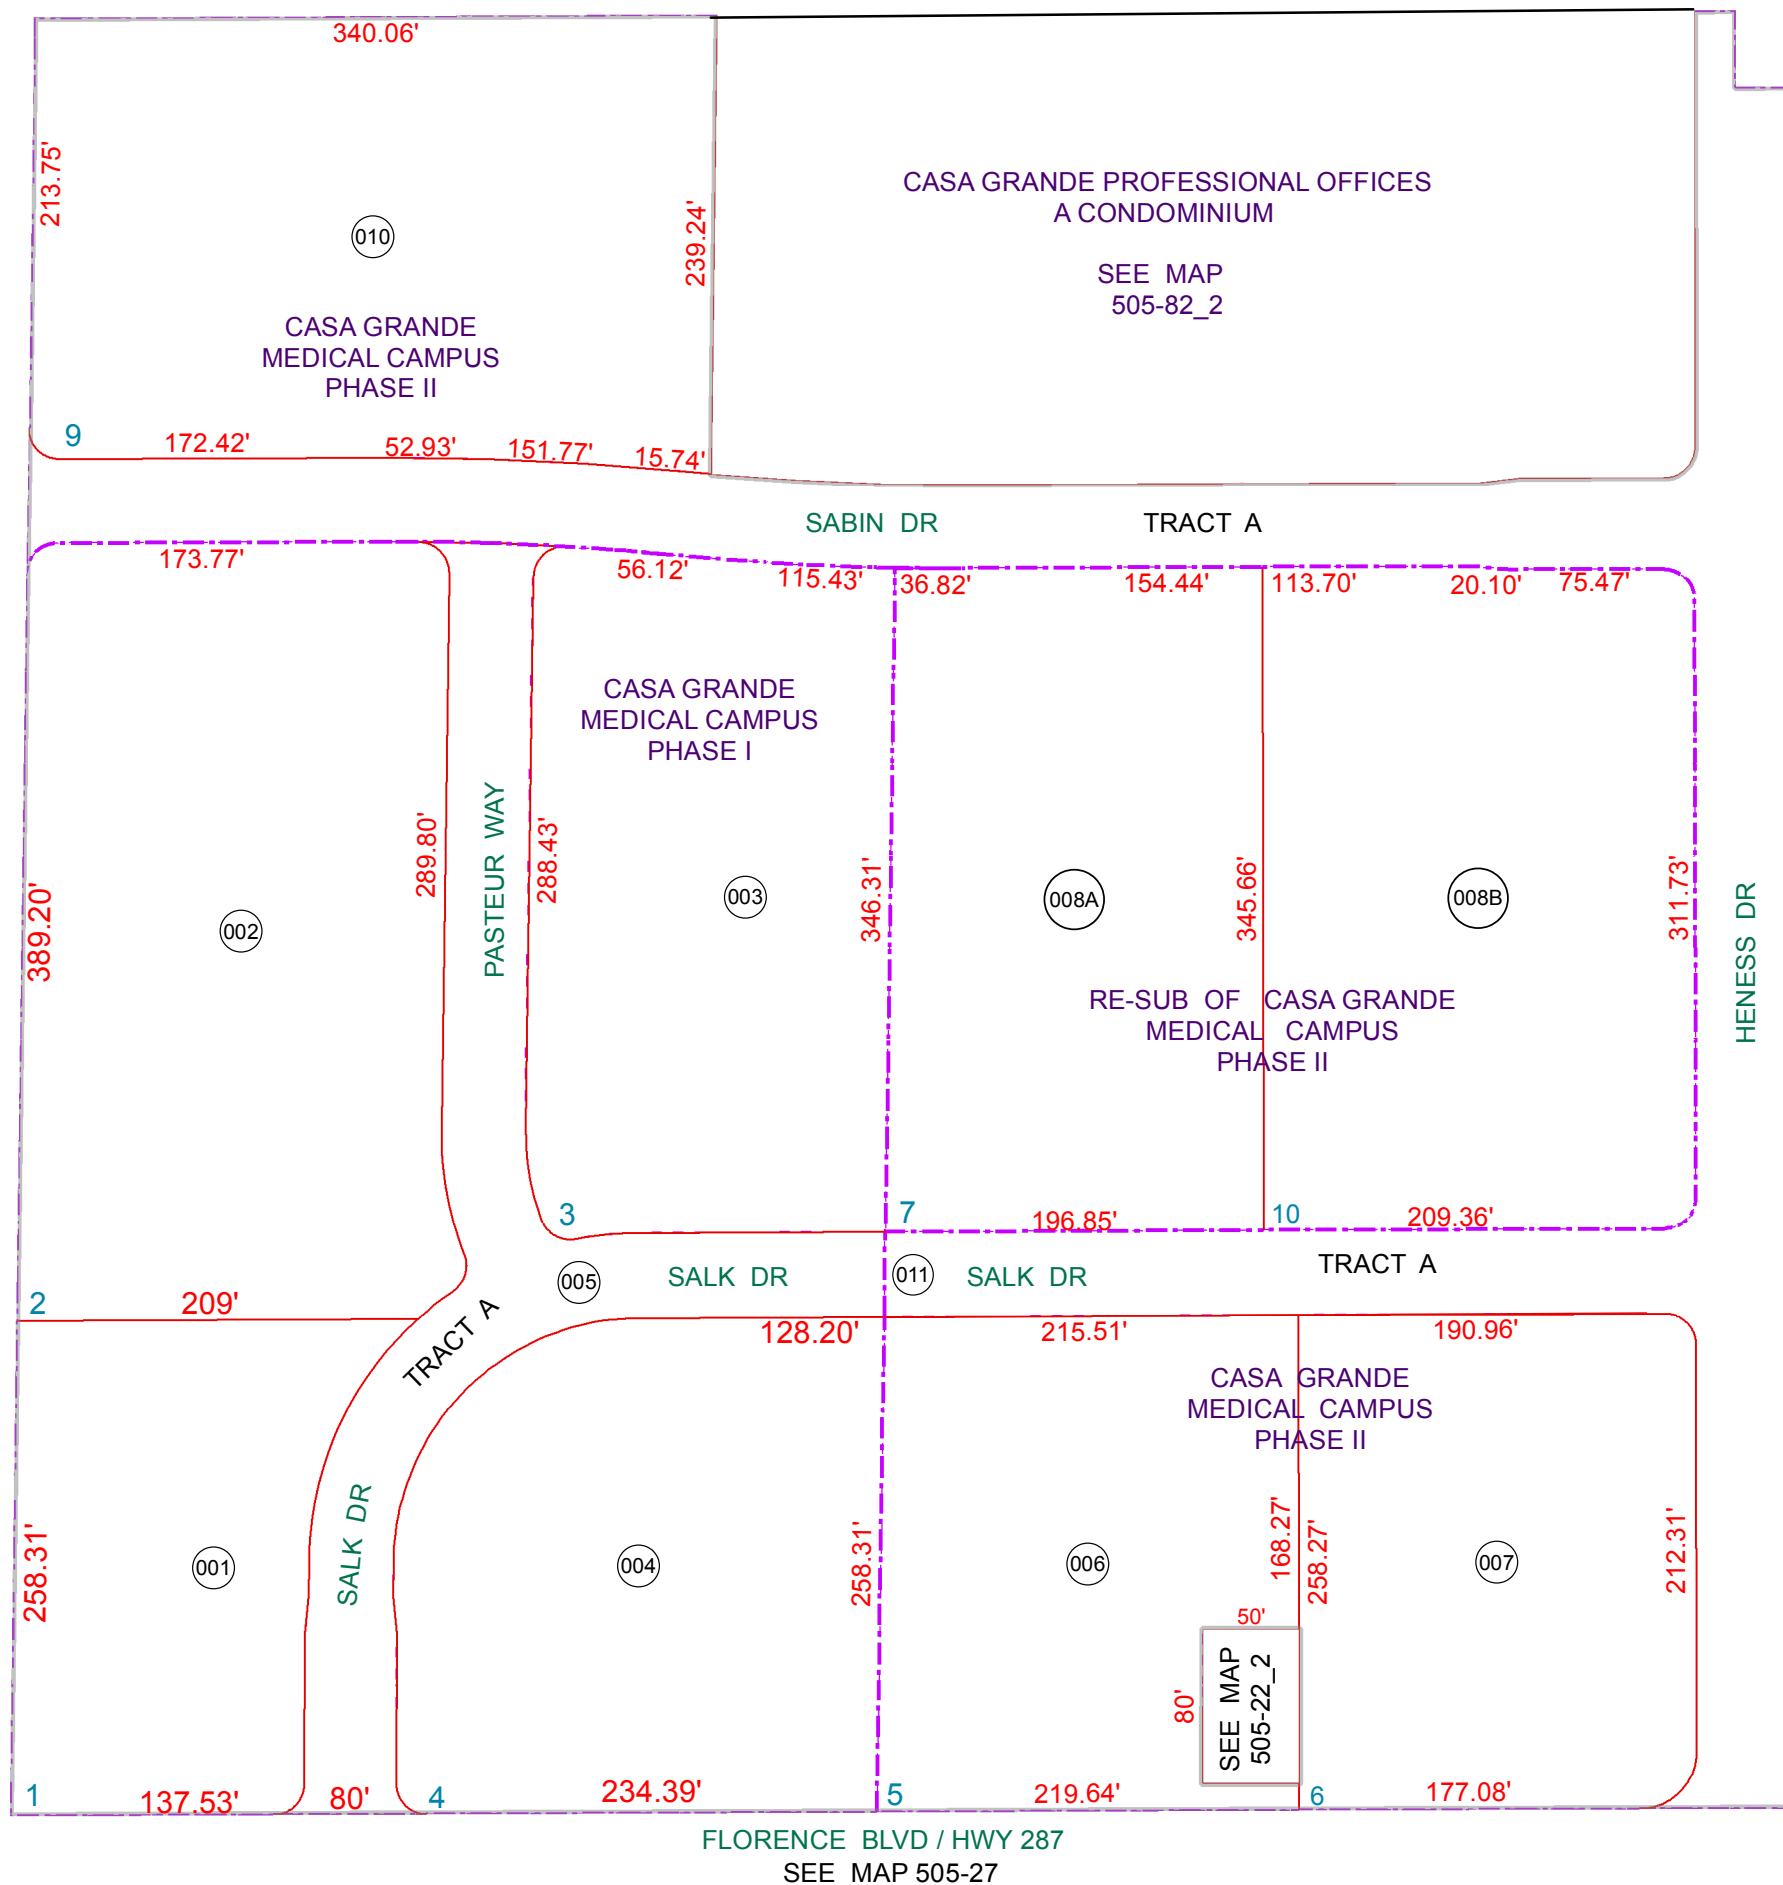 340.06'
213.75'
239.24'
010
CASA GRANDE
MEDICAL CAMPUS
PHASE II
CASA GRANDE PROFESSIONAL OFFICES
A CONDOMINIUM
SEE MAP
505-82_2
9
172.42'
52.93'
151.77'
15.74'
SABIN DR
TRACT A
173.77'
56.12'
115.43'
36.82'
154.44'
113.70'
20.10'
75.47'
CASA GRANDE
MEDICAL CAMPUS
PHASE I
389.20'
002
289.80'
PASTEUR WAY
288.43'
003
346.31'
008A
345.66'
008B
311.73'
HENESS DR
RE-SUB OF CASA GRANDE
MEDICAL CAMPUS
PHASE II
3
7
196.85'
10
209.36'
2
209'
005
SALK DR
011
SALK DR
TRACT A
TRACT A
128.20'
215.51'
190.96'
CASA GRANDE
MEDICAL CAMPUS
PHASE II
258.31'
001
SALK DR
004
258.31'
006
168.27'
258.27'
007
212.31'
50'
80'
SEE MAP
505-22_2
1
137.53'
80'
4
234.39'
5
219.64'
6
177.08'
FLORENCE BLVD / HWY 287
SEE MAP 505-27